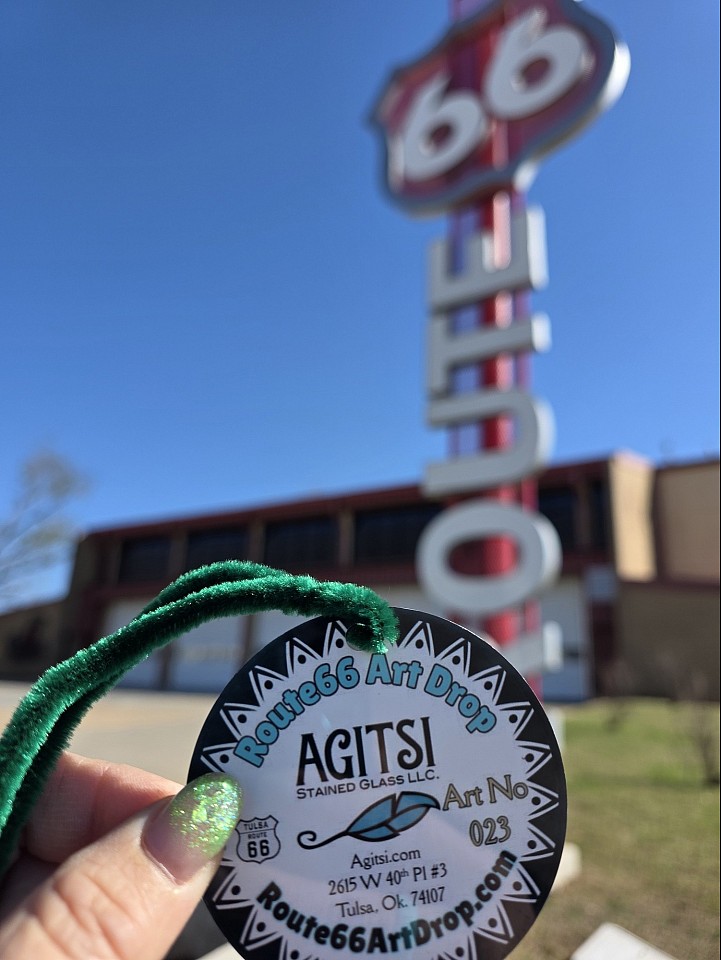 66
ROUTE
Route66 Art Drop
AGITSI
STAINED GLASS LLC.
Art No
023
TULSA
ROUTE
66
Agitsi.com
2615 W 40th Pl #3
Tulsa, Ok. 74107
Route66ArtDrop.com